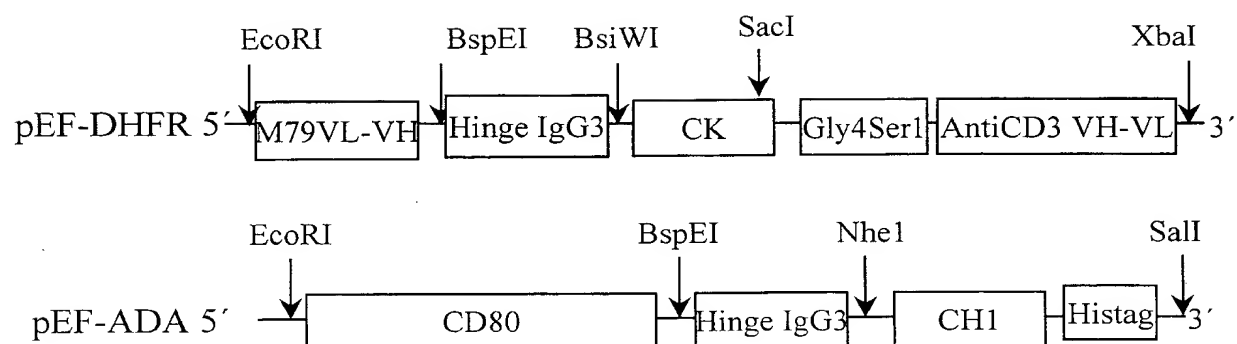 EcoRI BspEI BsiWI SacI XbaI
pEF-DHFR 5´ M79VL-VH Hinge IgG3 CK Gly4Ser1 AntiCD3 VH-VL 3´
EcoRI BspEI Nhe1 SalI
pEF-ADA 5´ CD80 Hinge IgG3 CH1 Histag 3´